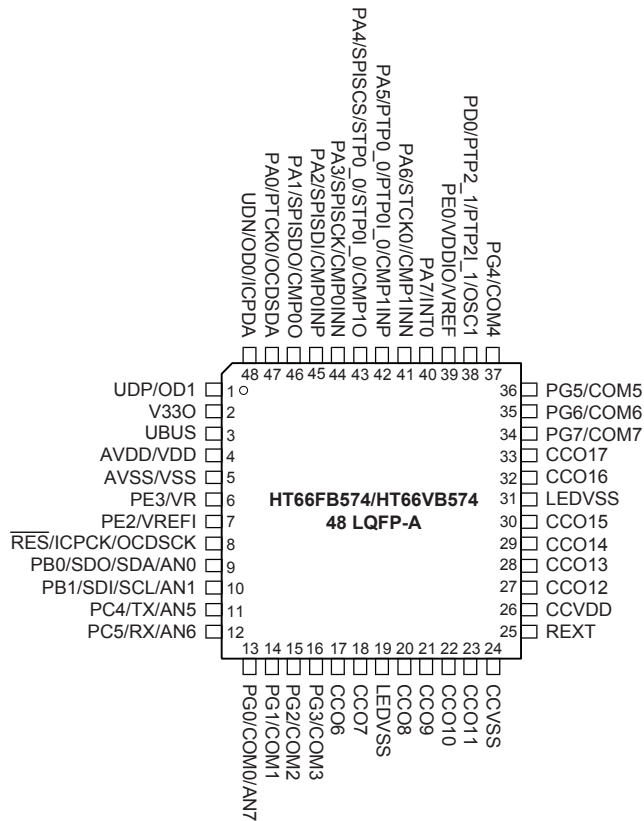 UDN/OD0/ICPDA
PA0/PTCK0/OCDSDA
PA1/SPISDO/CMP0O
PA2/SPISDI/CMP0INP
PA3/SPISCK/CMP0INN
PA4/SPISCS/STP0_0/STP0I_0/CMP1O
PA5/PTP0_0/PTP0I_0/CMP1INP
PA6/STCK0//CMP1INN
PA7/INT0
PE0/VDDIO/VREF
PD0/PTP2_1/PTP2I_1/OSC1
PG4/COM4
48 47 46 45 44 43 42 41 40 39 38 37
UDP/OD1 1
V33O 2
UBUS 3
AVDD/VDD 4
AVSS/VSS 5
PE3/VR 6
PE2/VREFI 7
RES/ICPCK/OCDSCK 8
PB0/SDO/SDA/AN0 9
PB1/SDI/SCL/AN1 10
PC4/TX/AN5 11
PC5/RX/AN6 12
HT66FB574/HT66VB574
48 LQFP-A
36 PG5/COM5
35 PG6/COM6
34 PG7/COM7
33 CCO17
32 CCO16
31 LEDVSS
30 CCO15
29 CCO14
28 CCO13
27 CCO12
26 CCVDD
25 REXT
13 14 15 16 17 18 19 20 21 22 23 24
PG0/COM0/AN7
PG1/COM1
PG2/COM2
PG3/COM3
CCO6
CCO7
LEDVSS
CCO8
CCO9
CCO10
CCO11
CCVSS